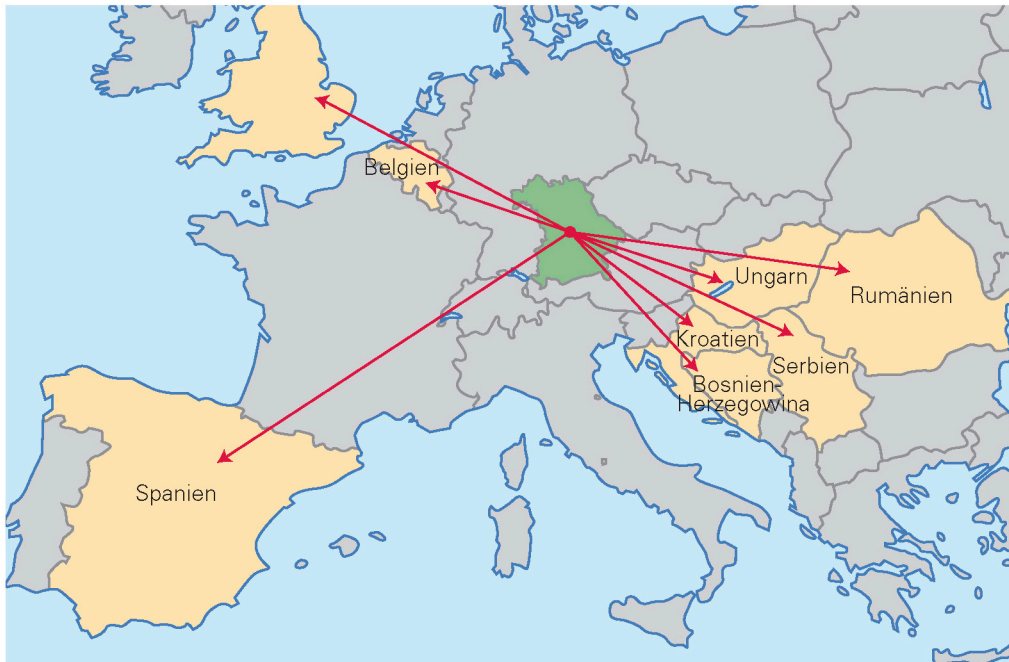 Belgien
Ungarn
Rumänien
Kroatien
Serbien
Bosnien-
Herzegowina
Spanien